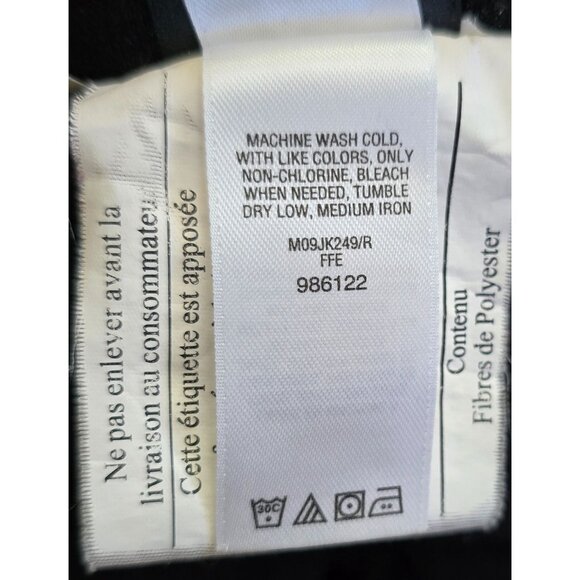 MACHINE WASH COLD,
WITH LIKE COLORS, ONLY
NON-CHLORINE, BLEACH
WHEN NEEDED, TUMBLE
DRY LOW, MEDIUM IRON
M09JK249/R
FFE
986122
30C
Ne pas enlever avant la
livraison au consommateu
Cette étiquette est apposée
Contenu
Fibres de Polyester